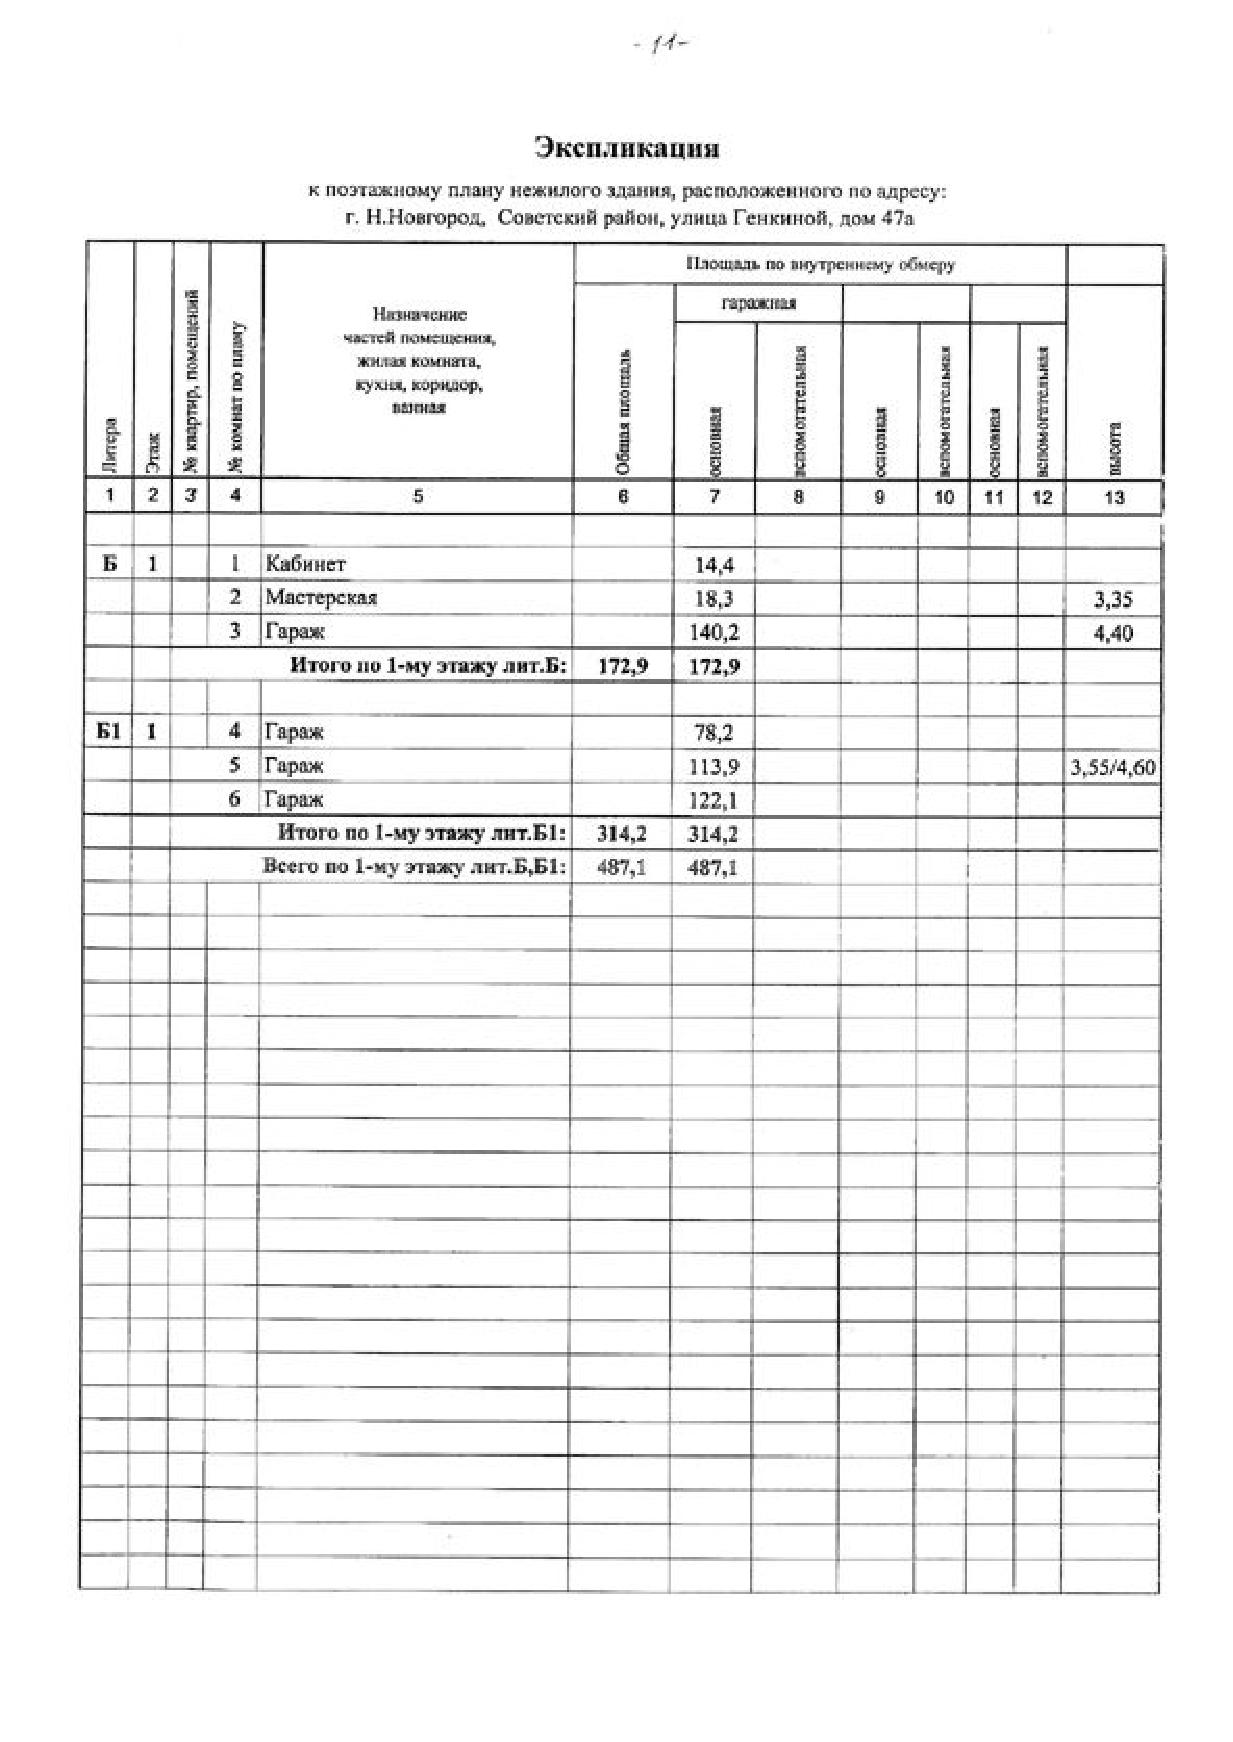 - 11-
Экспликация
к поэтажному плану нежилого здания, расположенного по адресу:
г. Н.Новгород, Советский район, улица Генкиной, дом 47а
Литера
Этаж
№ квартир, помещений
№ комнат по плану
Назначение
частей помещения,
жилая комната,
кухня, коридор,
ванная
Площадь по внутреннему обмеру
Общая площадь
гаражная
основная
вспомогательная
основная
вспомогательная
основная
вспомогательная
высота
1 2 3 4 5 6 7 8 9 10 11 12 13
Б 1 1 Кабинет 14,4
2 Мастерская 18,3 3,35
3 Гараж 140,2 4,40
Итого по 1-му этажу лит.Б: 172,9 172,9
Б1 1 4 Гараж 78,2
5 Гараж 113,9 3,55/4,60
6 Гараж 122,1
Итого по 1-му этажу лит.Б1: 314,2 314,2
Всего по 1-му этажу лит.Б,Б1: 487,1 487,1